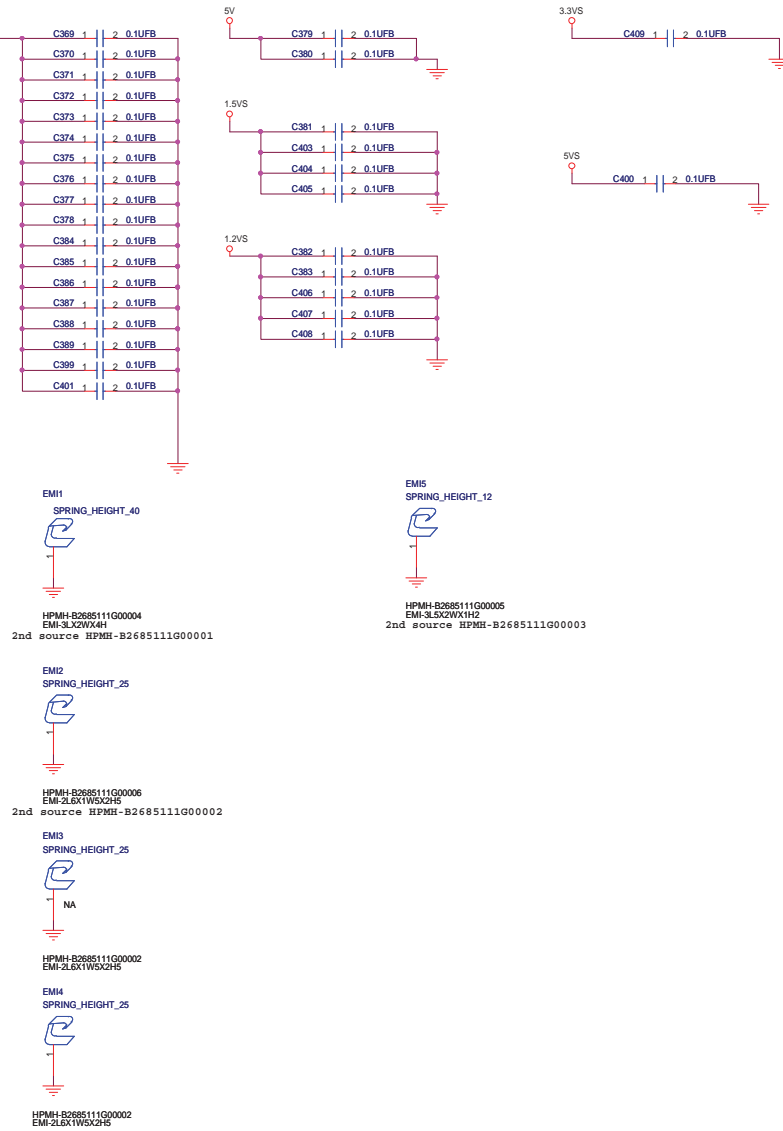 C369 1 2 0.1UFB
C370 1 2 0.1UFB
C371 1 2 0.1UFB
C372 1 2 0.1UFB
C373 1 2 0.1UFB
C374 1 2 0.1UFB
C375 1 2 0.1UFB
C376 1 2 0.1UFB
C377 1 2 0.1UFB
C378 1 2 0.1UFB
C384 1 2 0.1UFB
C385 1 2 0.1UFB
C386 1 2 0.1UFB
C387 1 2 0.1UFB
C388 1 2 0.1UFB
C389 1 2 0.1UFB
C399 1 2 0.1UFB
C401 1 2 0.1UFB
5V
C379 1 2 0.1UFB
C380 1 2 0.1UFB
1.5VS
C381 1 2 0.1UFB
C403 1 2 0.1UFB
C404 1 2 0.1UFB
C405 1 2 0.1UFB
1.2VS
C382 1 2 0.1UFB
C383 1 2 0.1UFB
C406 1 2 0.1UFB
C407 1 2 0.1UFB
C408 1 2 0.1UFB
3.3VS
C409 1 2 0.1UFB
5VS
C400 1 2 0.1UFB
EMI1
SPRING_HEIGHT_40
1
HPMH-B2685111G00004
EMI-3LX2WX4H
2nd source HPMH-B2685111G00001
EMI5
SPRING_HEIGHT_12
1
HPMH-B2685111G00005
EMI-3L5X2WX1H2
2nd source HPMH-B2685111G00003
EMI2
SPRING_HEIGHT_25
1
HPMH-B2685111G00006
EMI-2L6X1W5X2H5
2nd source HPMH-B2685111G00002
EMI3
SPRING_HEIGHT_25
1
NA
HPMH-B2685111G00002
EMI-2L6X1W5X2H5
EMI4
SPRING_HEIGHT_25
1
HPMH-B2685111G00002
EMI-2L6X1W5X2H5